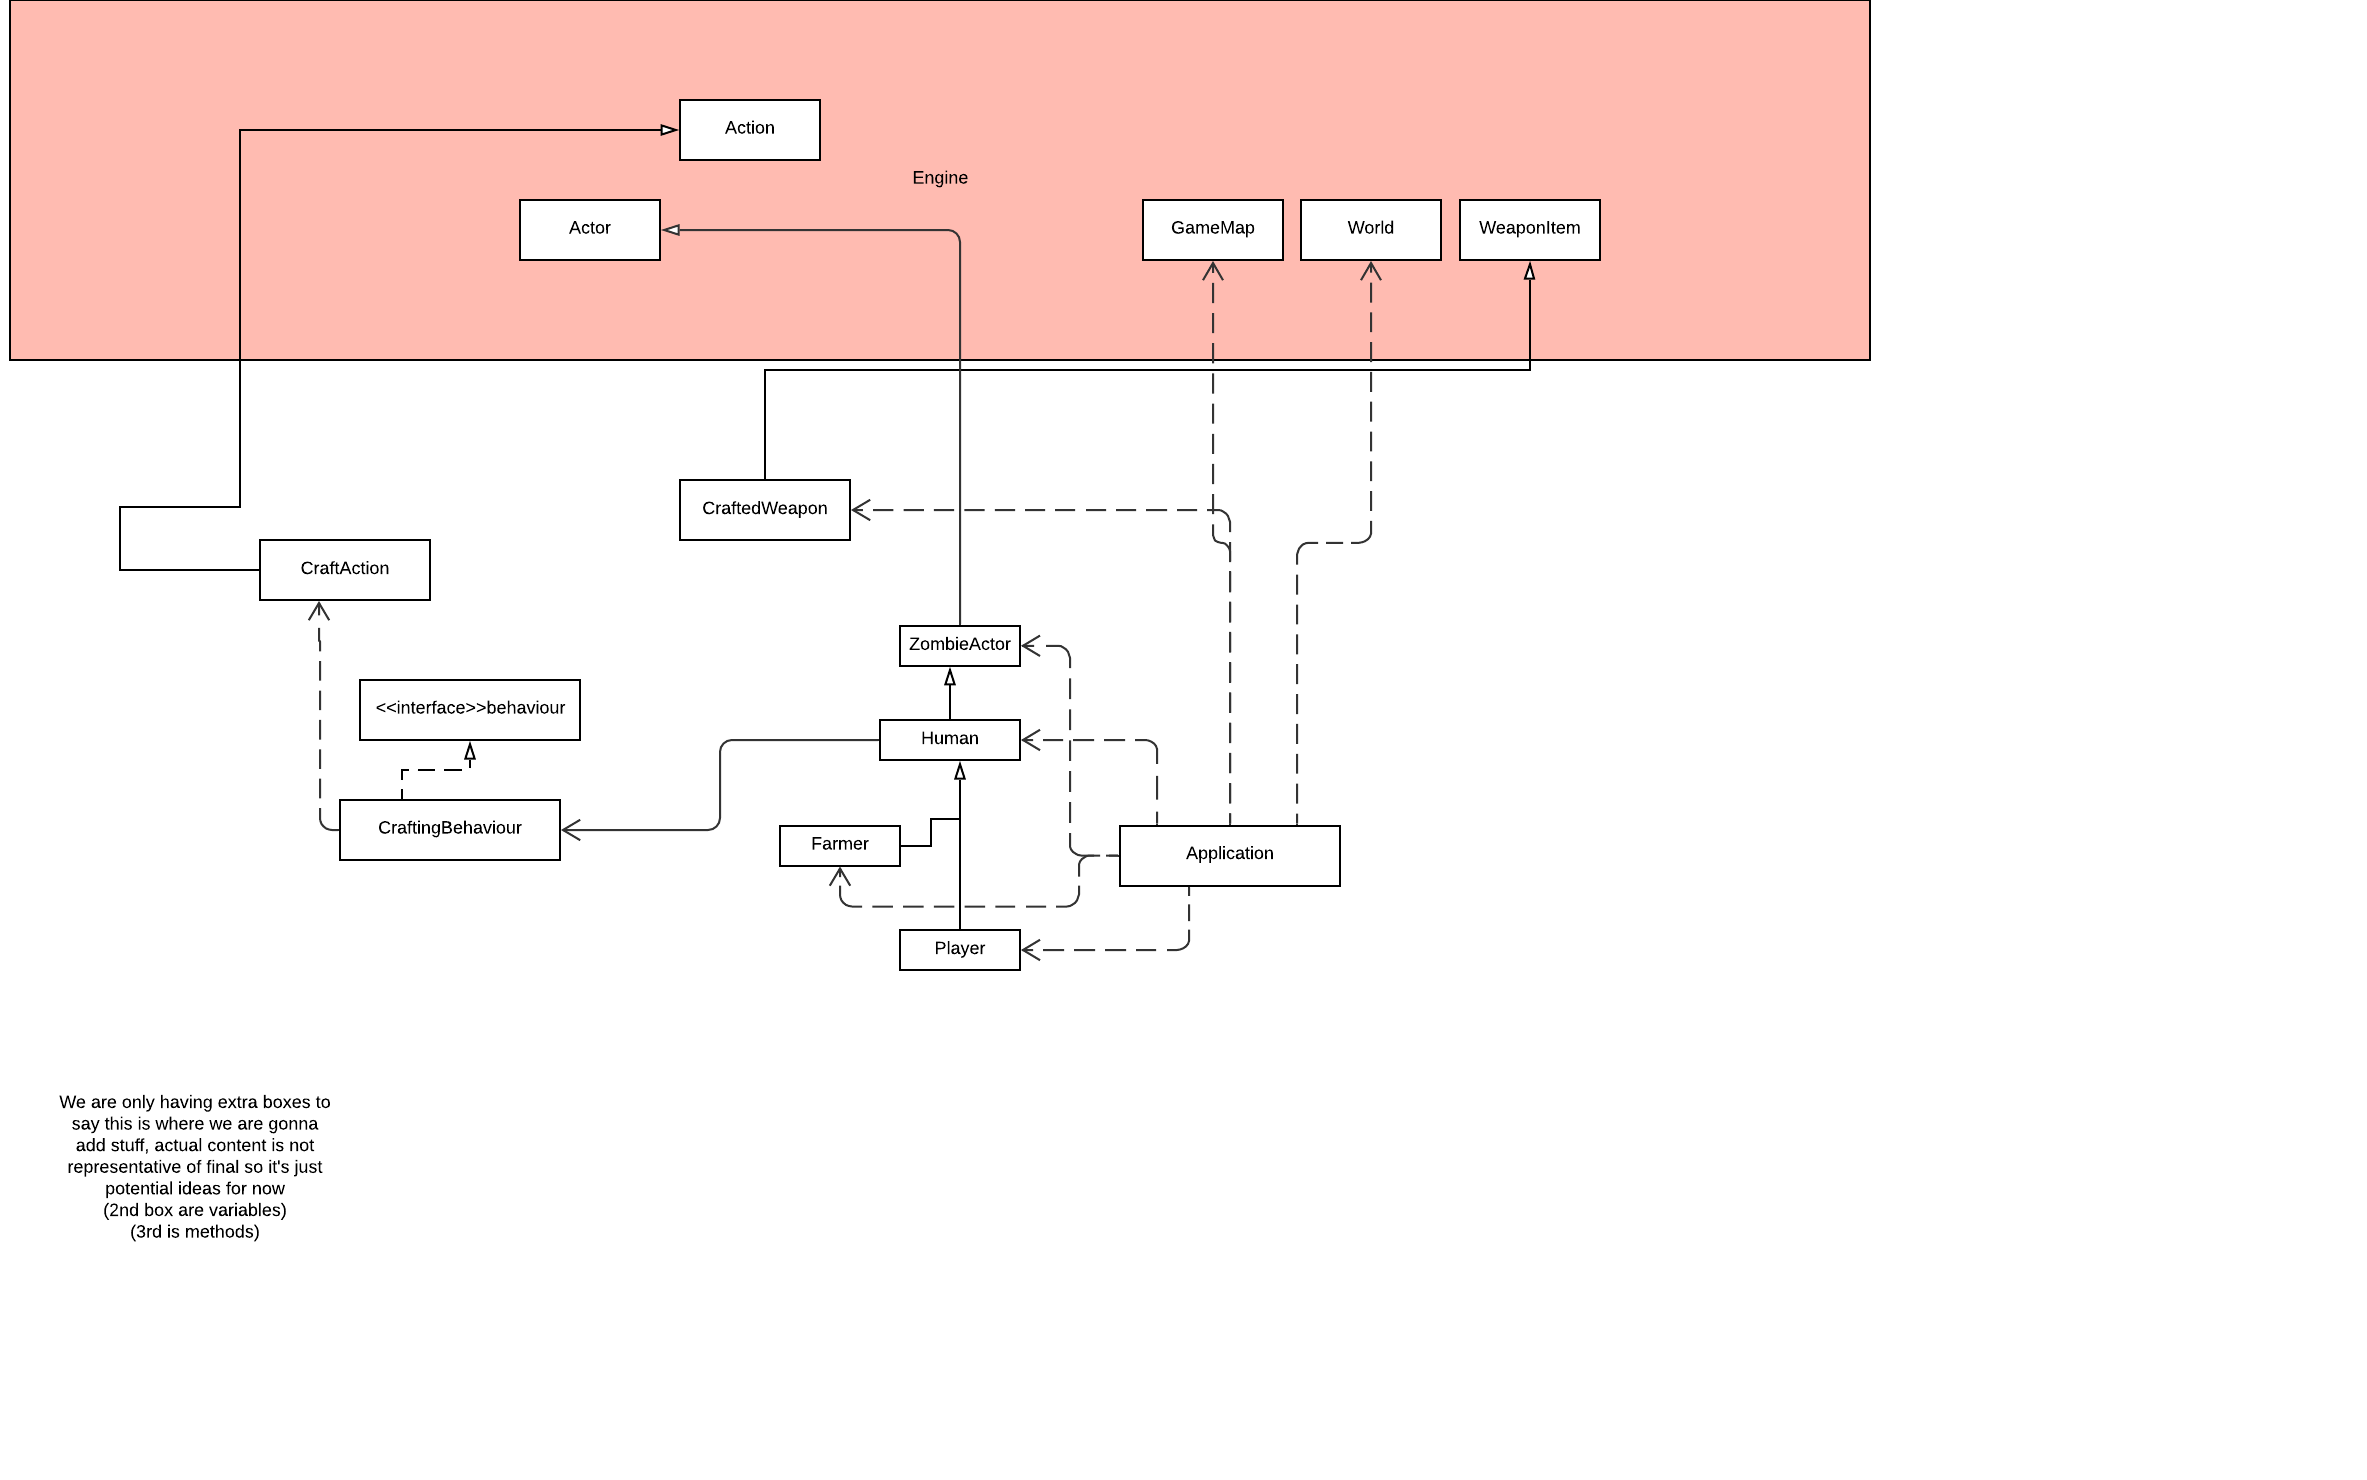 Action
Engine
Actor
GameMap
World
WeaponItem
CraftedWeapon
CraftAction
ZombieActor
<<interface>>behaviour
Human
CraftingBehaviour
Farmer
Application
Player
We are only having extra boxes to
say this is where we are gonna
add stuff, actual content is not
representative of final so it's just
potential ideas for now
(2nd box are variables)
(3rd is methods)